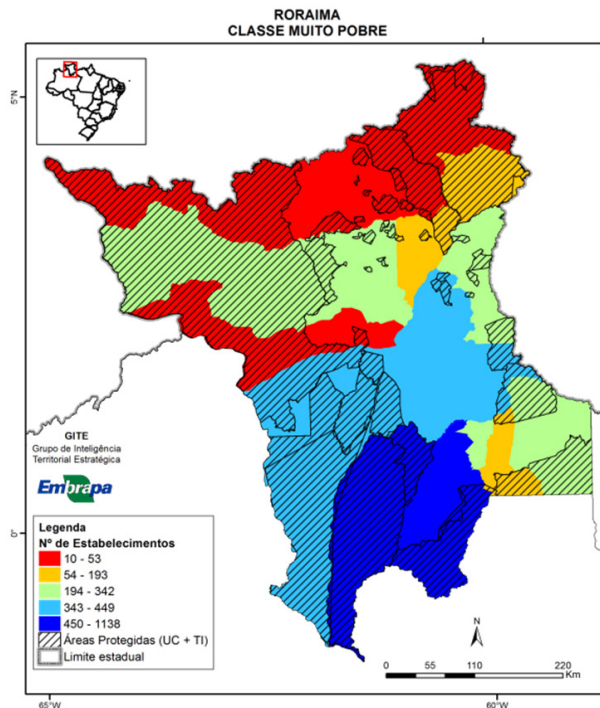 RORAIMA
CLASSE MUITO POBRE
5°N
0°
GITE
Grupo de Inteligência
Territorial Estratégica
Embrapa
Legenda
Nº de Estabelecimentos
10 - 53
54 - 193
194 - 342
343 - 449
450 - 1138
Áreas Protegidas (UC + TI)
Limite estadual
N
0 55 110 220
Km
65°W 60°W